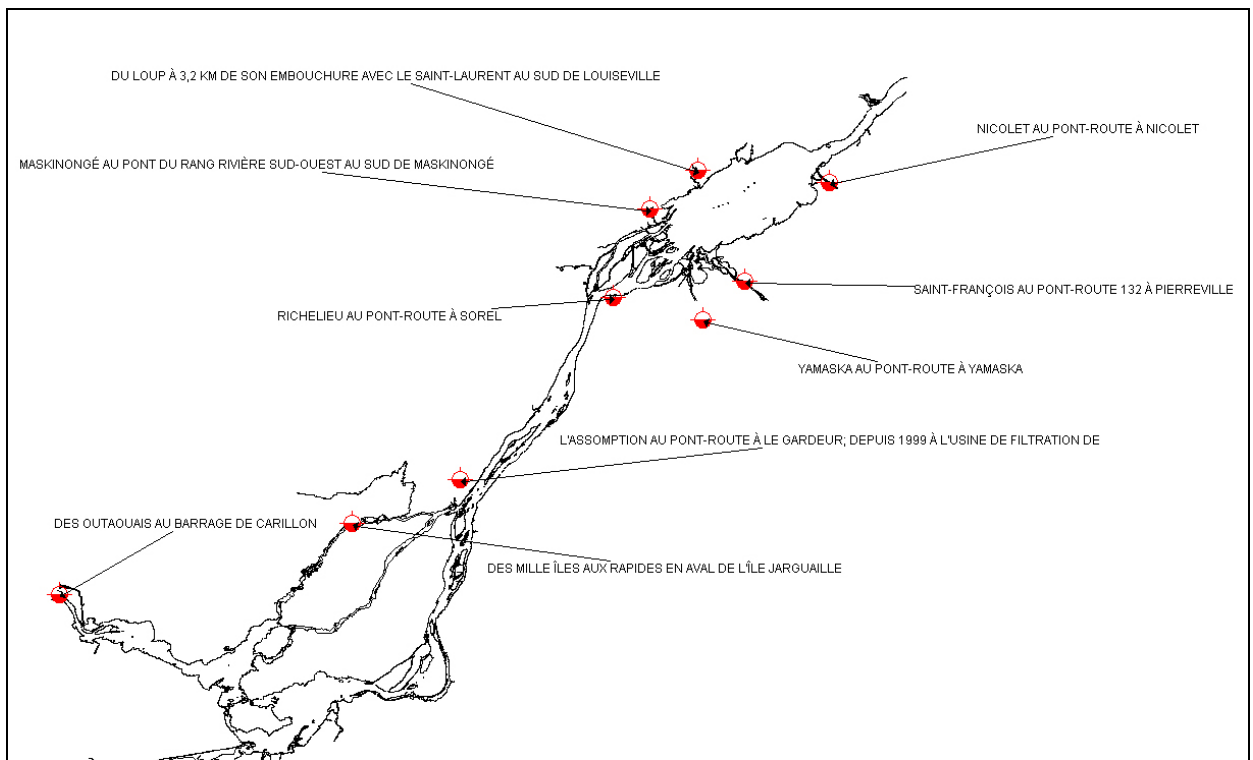 DU LOUP À 3,2 KM DE SON EMBOUCHURE AVEC LE SAINT-LAURENT AU SUD DE LOUISEVILLE
NICOLET AU PONT-ROUTE À NICOLET
MASKINONGÉ AU PONT DU RANG RIVIÈRE SUD-OUEST AU SUD DE MASKINONGÉ
SAINT-FRANÇOIS AU PONT-ROUTE 132 À PIERREVILLE
RICHELIEU AU PONT-ROUTE À SOREL
YAMASKA AU PONT-ROUTE À YAMASKA
L'ASSOMPTION AU PONT-ROUTE À LE GARDEUR; DEPUIS 1999 À L'USINE DE FILTRATION DE
DES OUTAOUAIS AU BARRAGE DE CARILLON
DES MILLE ÎLES AUX RAPIDES EN AVAL DE L'ÎLE JARGUAILLE